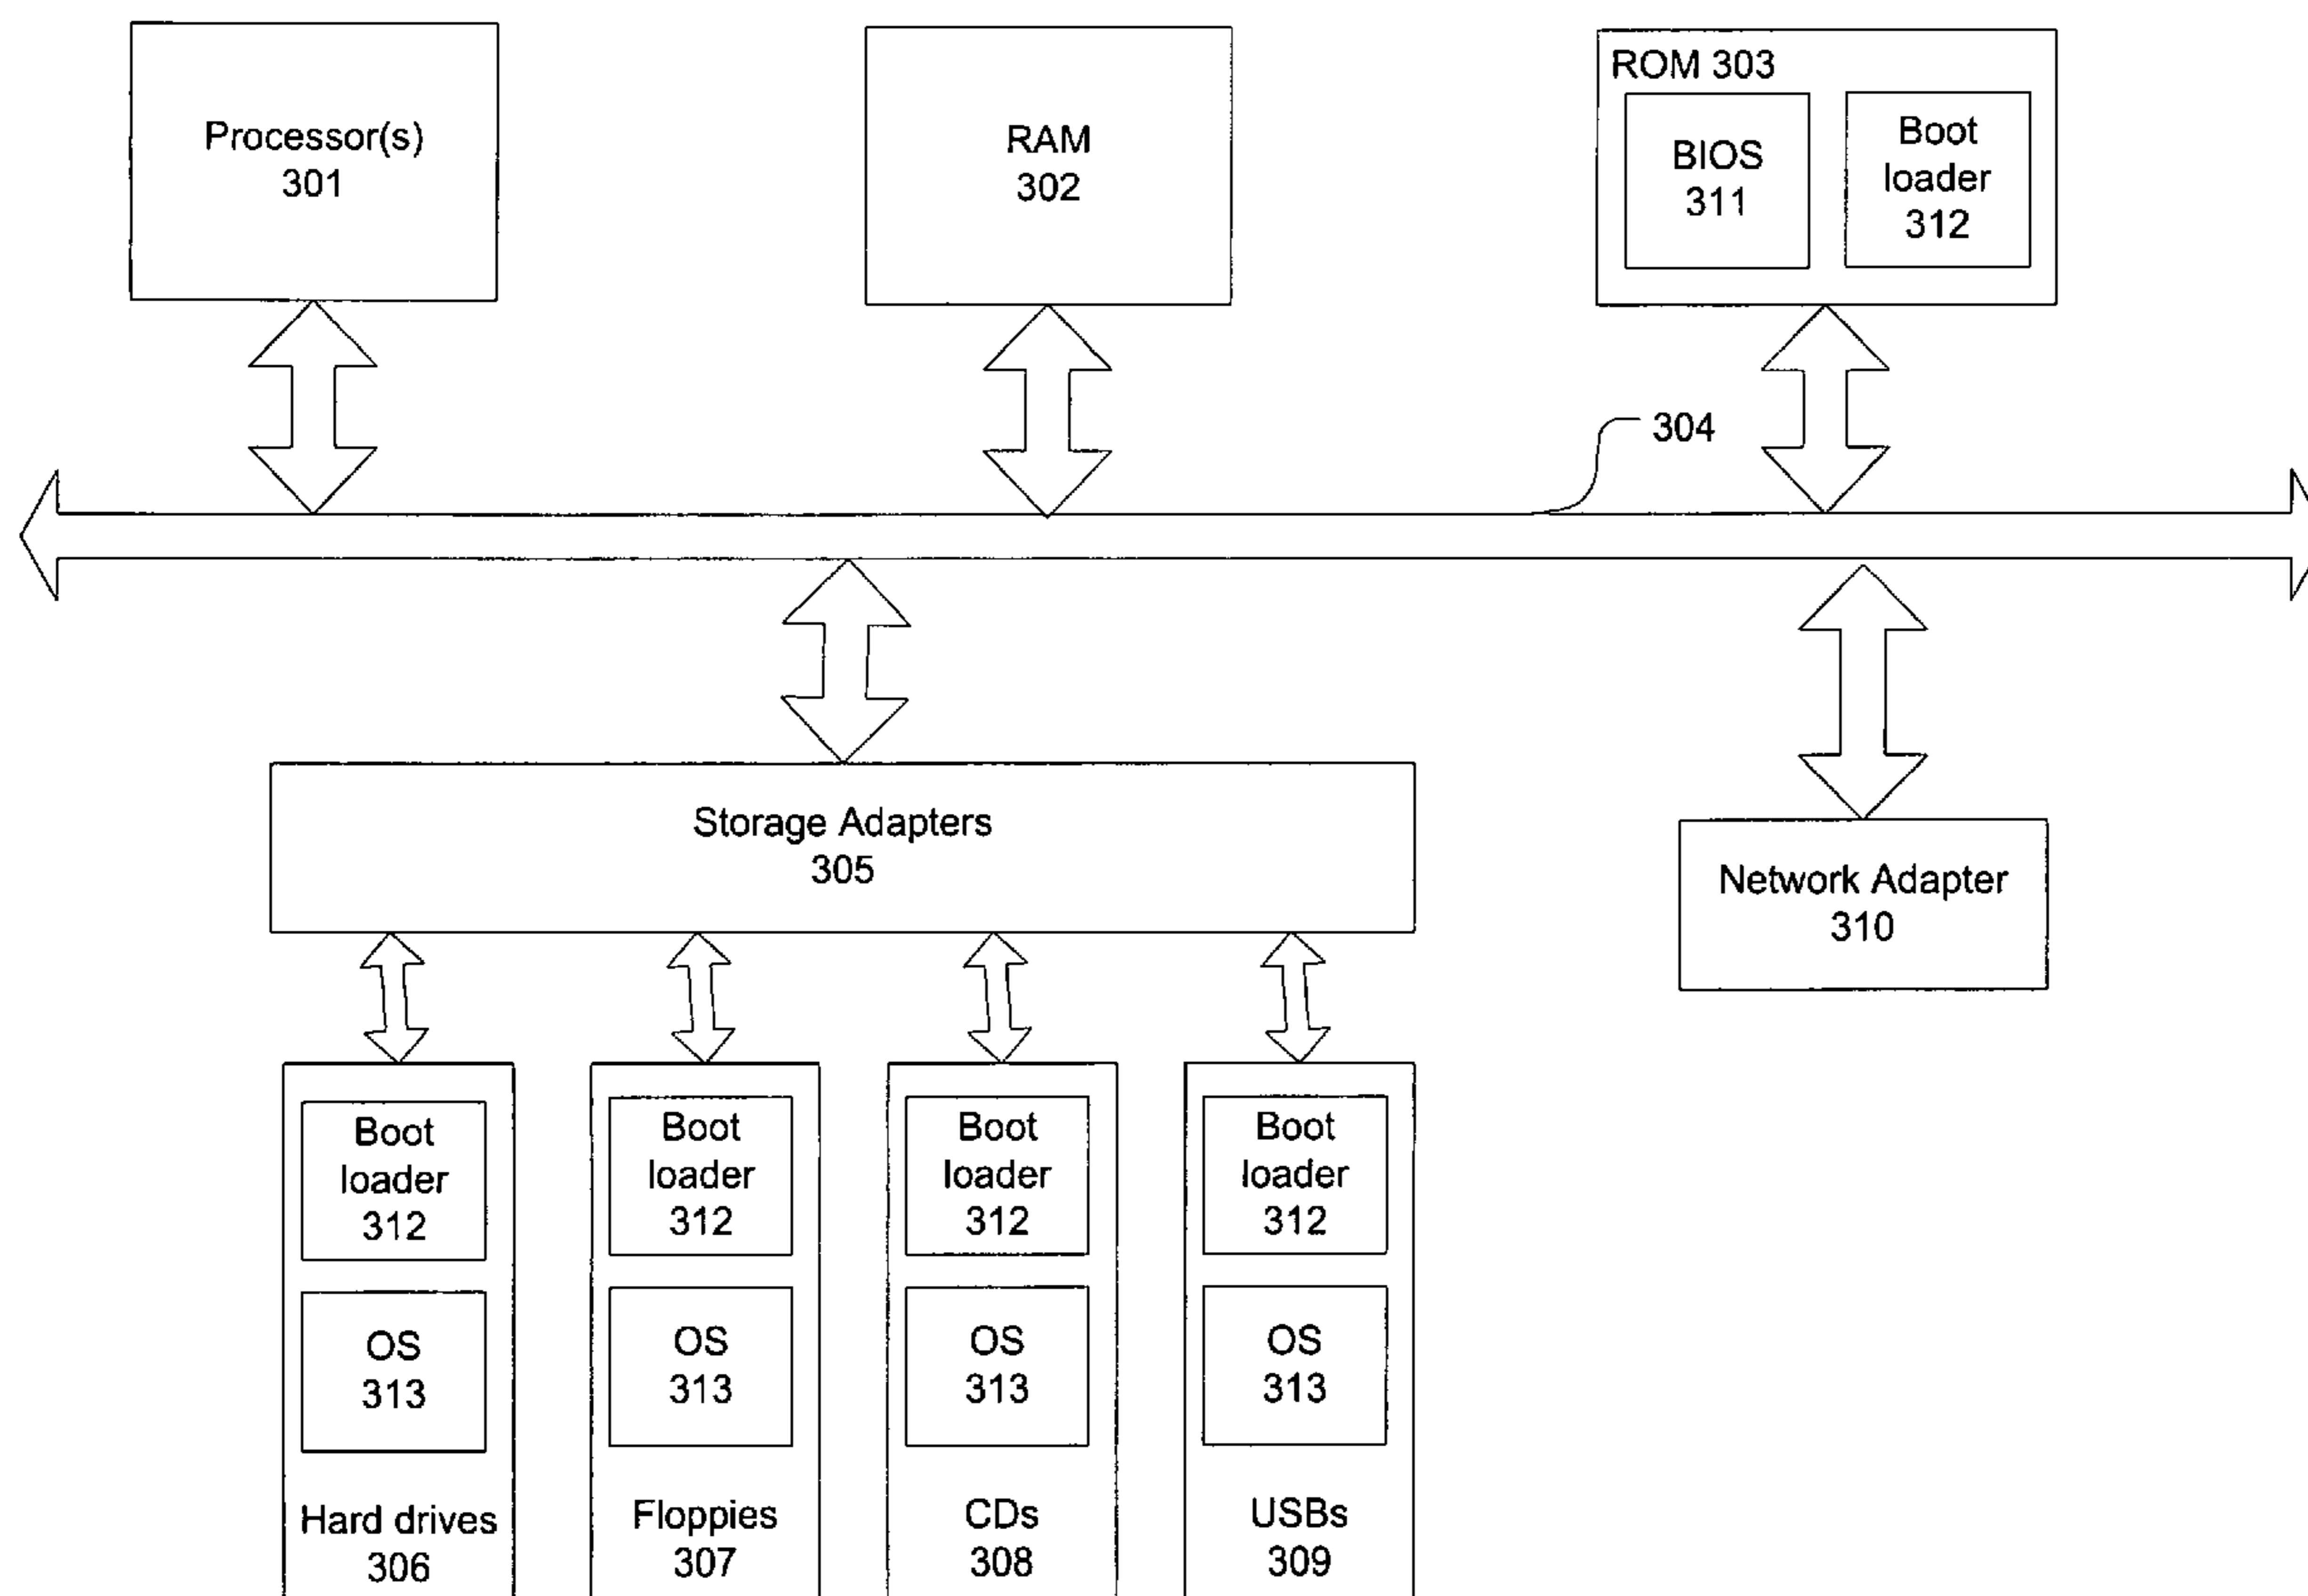 Processor(s)
301
RAM
302
ROM 303
BIOS
311
Boot
loader
312
304
Storage Adapters
305
Network Adapter
310
Boot
loader
312
OS
313
Hard drives
306
Boot
loader
312
OS
313
Floppies
307
Boot
loader
312
OS
313
CDs
308
Boot
loader
312
OS
313
USBs
309